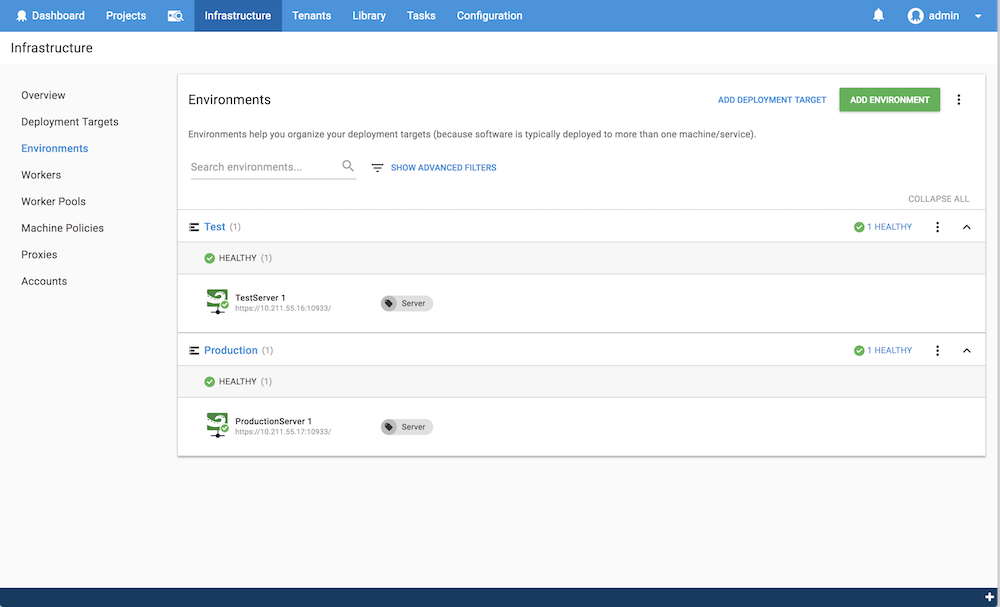 Dashboard Projects Infrastructure Tenants Library Tasks Configuration admin
Infrastructure
Overview
Deployment Targets
Environments
Workers
Worker Pools
Machine Policies
Proxies
Accounts
Environments
ADD DEPLOYMENT TARGET ADD ENVIRONMENT
Environments help you organize your deployment targets (because software is typically deployed to more than one machine/service).
Search environments... SHOW ADVANCED FILTERS
COLLAPSE ALL
Test (1) 1 HEALTHY
HEALTHY (1)
TestServer 1 Server
https://10.211.55.16:10933/
Production (1) 1 HEALTHY
HEALTHY (1)
ProductionServer 1 Server
https://10.211.55.17:10933/